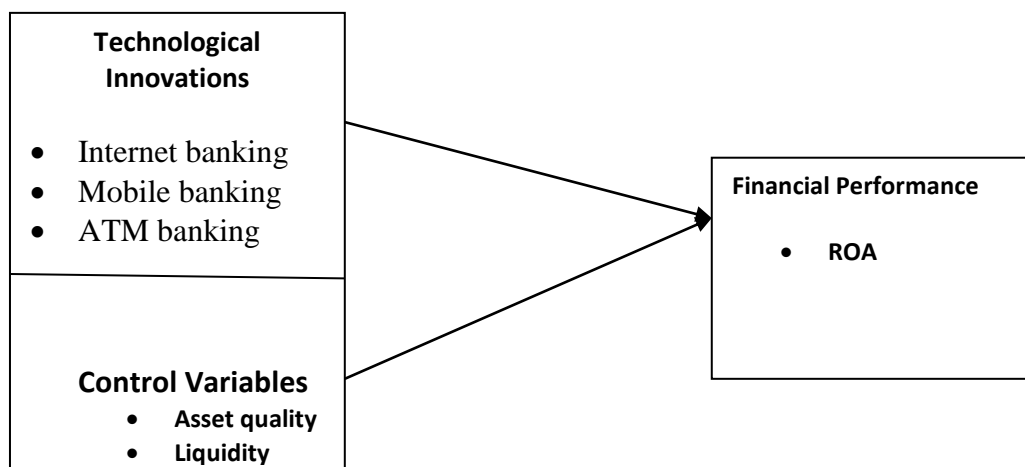 Technological
Innovations
• Internet banking
• Mobile banking
• ATM banking
Control Variables
• Asset quality
• Liquidity
Financial Performance
• ROA